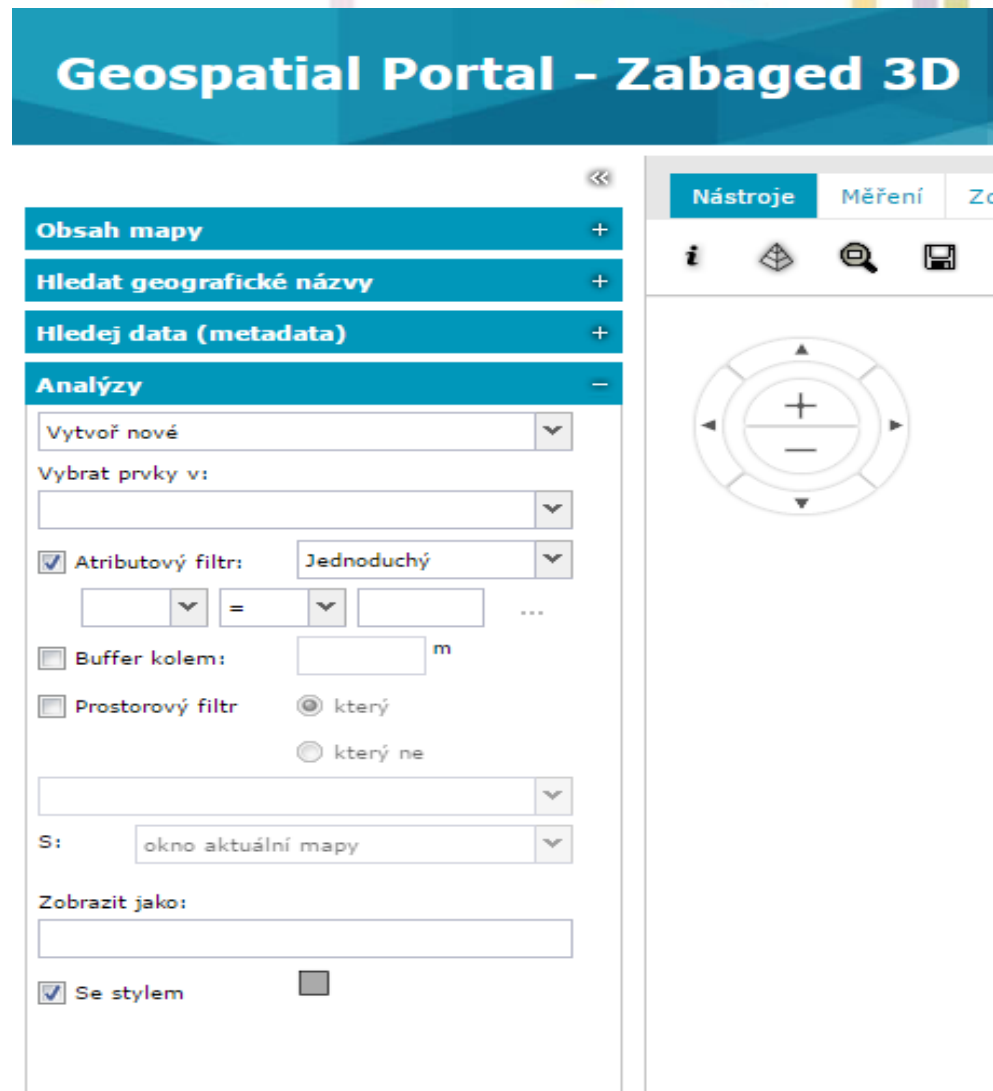 Geospatial Portal - Zabaged 3D
Obsah mapy
Hledat geografické názvy
Hledej data (metadata)
Analýzy
Vytvoř nové
Vybrat prvky v:
Atributový filtr: Jednoduchý
= ...
Buffer kolem: m
Prostorový filtr který
který ne
S: okno aktuální mapy
Zobrazit jako:
Se stylem
Nástroje Měření